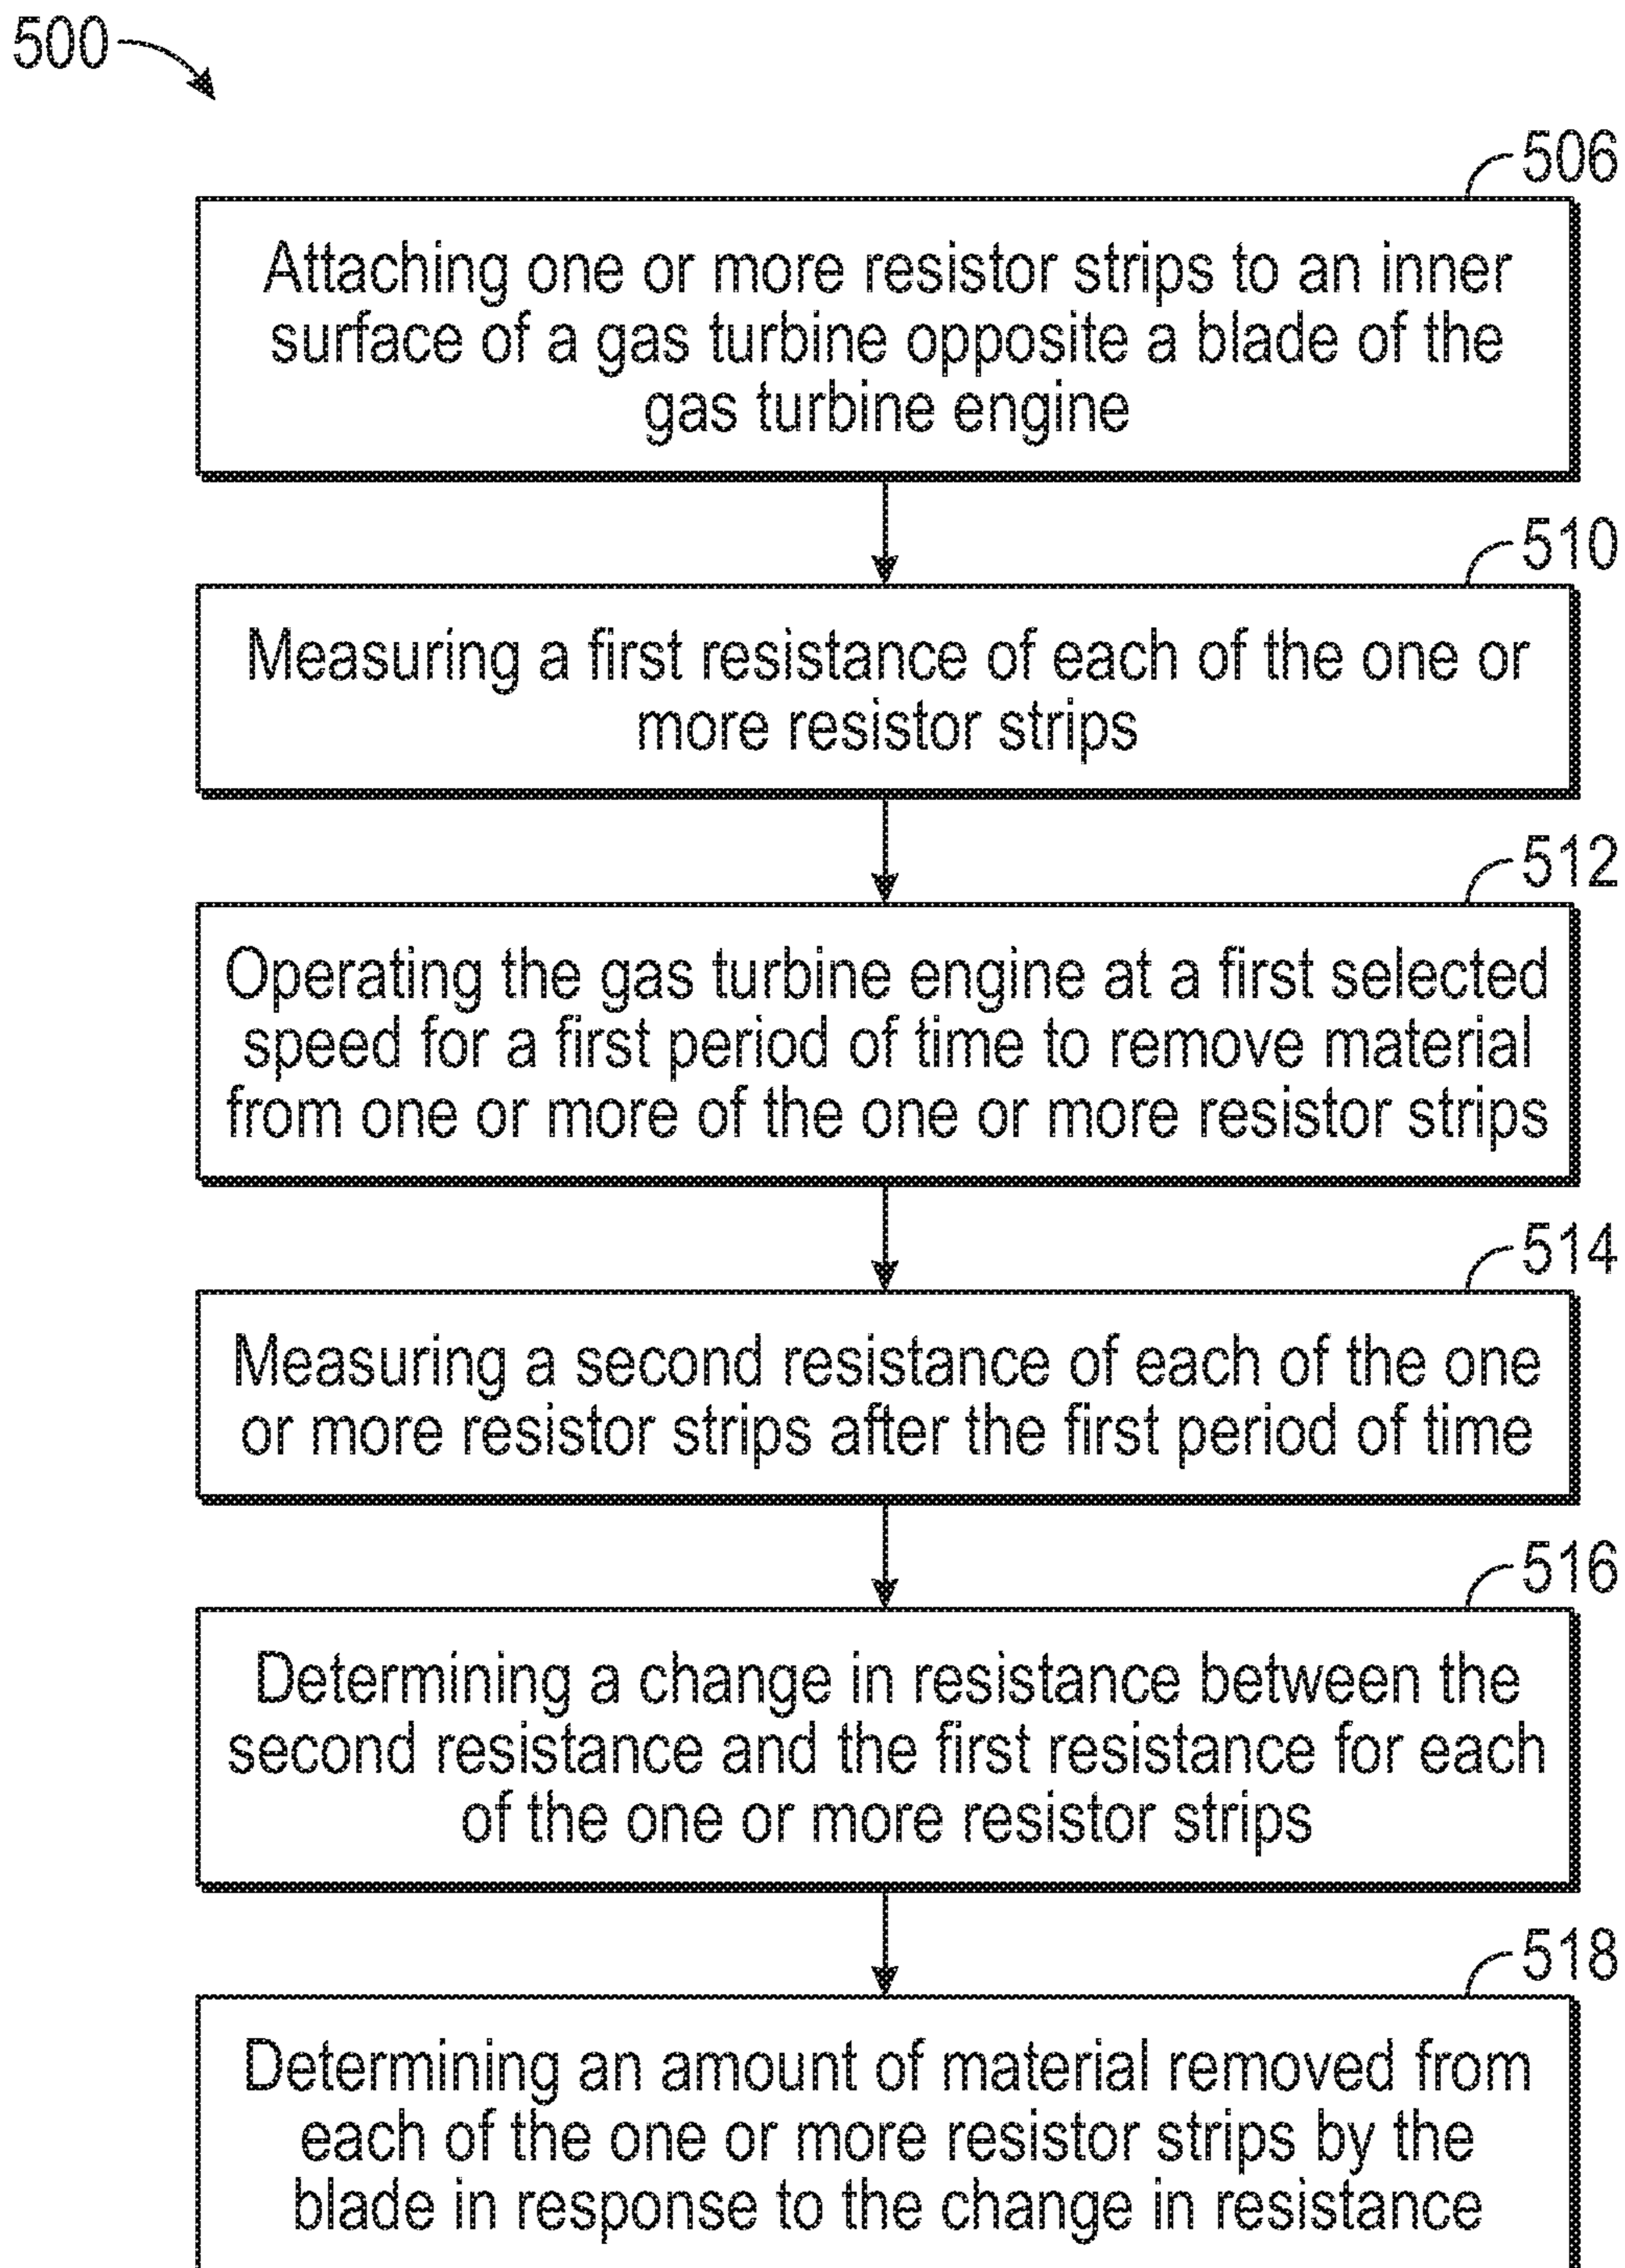 500
506
Attaching one or more resistor strips to an inner
surface of a gas turbine opposite a blade of the
gas turbine engine
510
Measuring a first resistance of each of the one or
more resistor strips
512
Operating the gas turbine engine at a first selected
speed for a first period of time to remove material
from one or more of the one or more resistor strips
514
Measuring a second resistance of each of the one
or more resistor strips after the first period of time
516
Determining a change in resistance between the
second resistance and the first resistance for each
of the one or more resistor strips
518
Determining an amount of material removed from
each of the one or more resistor strips by the
blade in response to the change in resistance